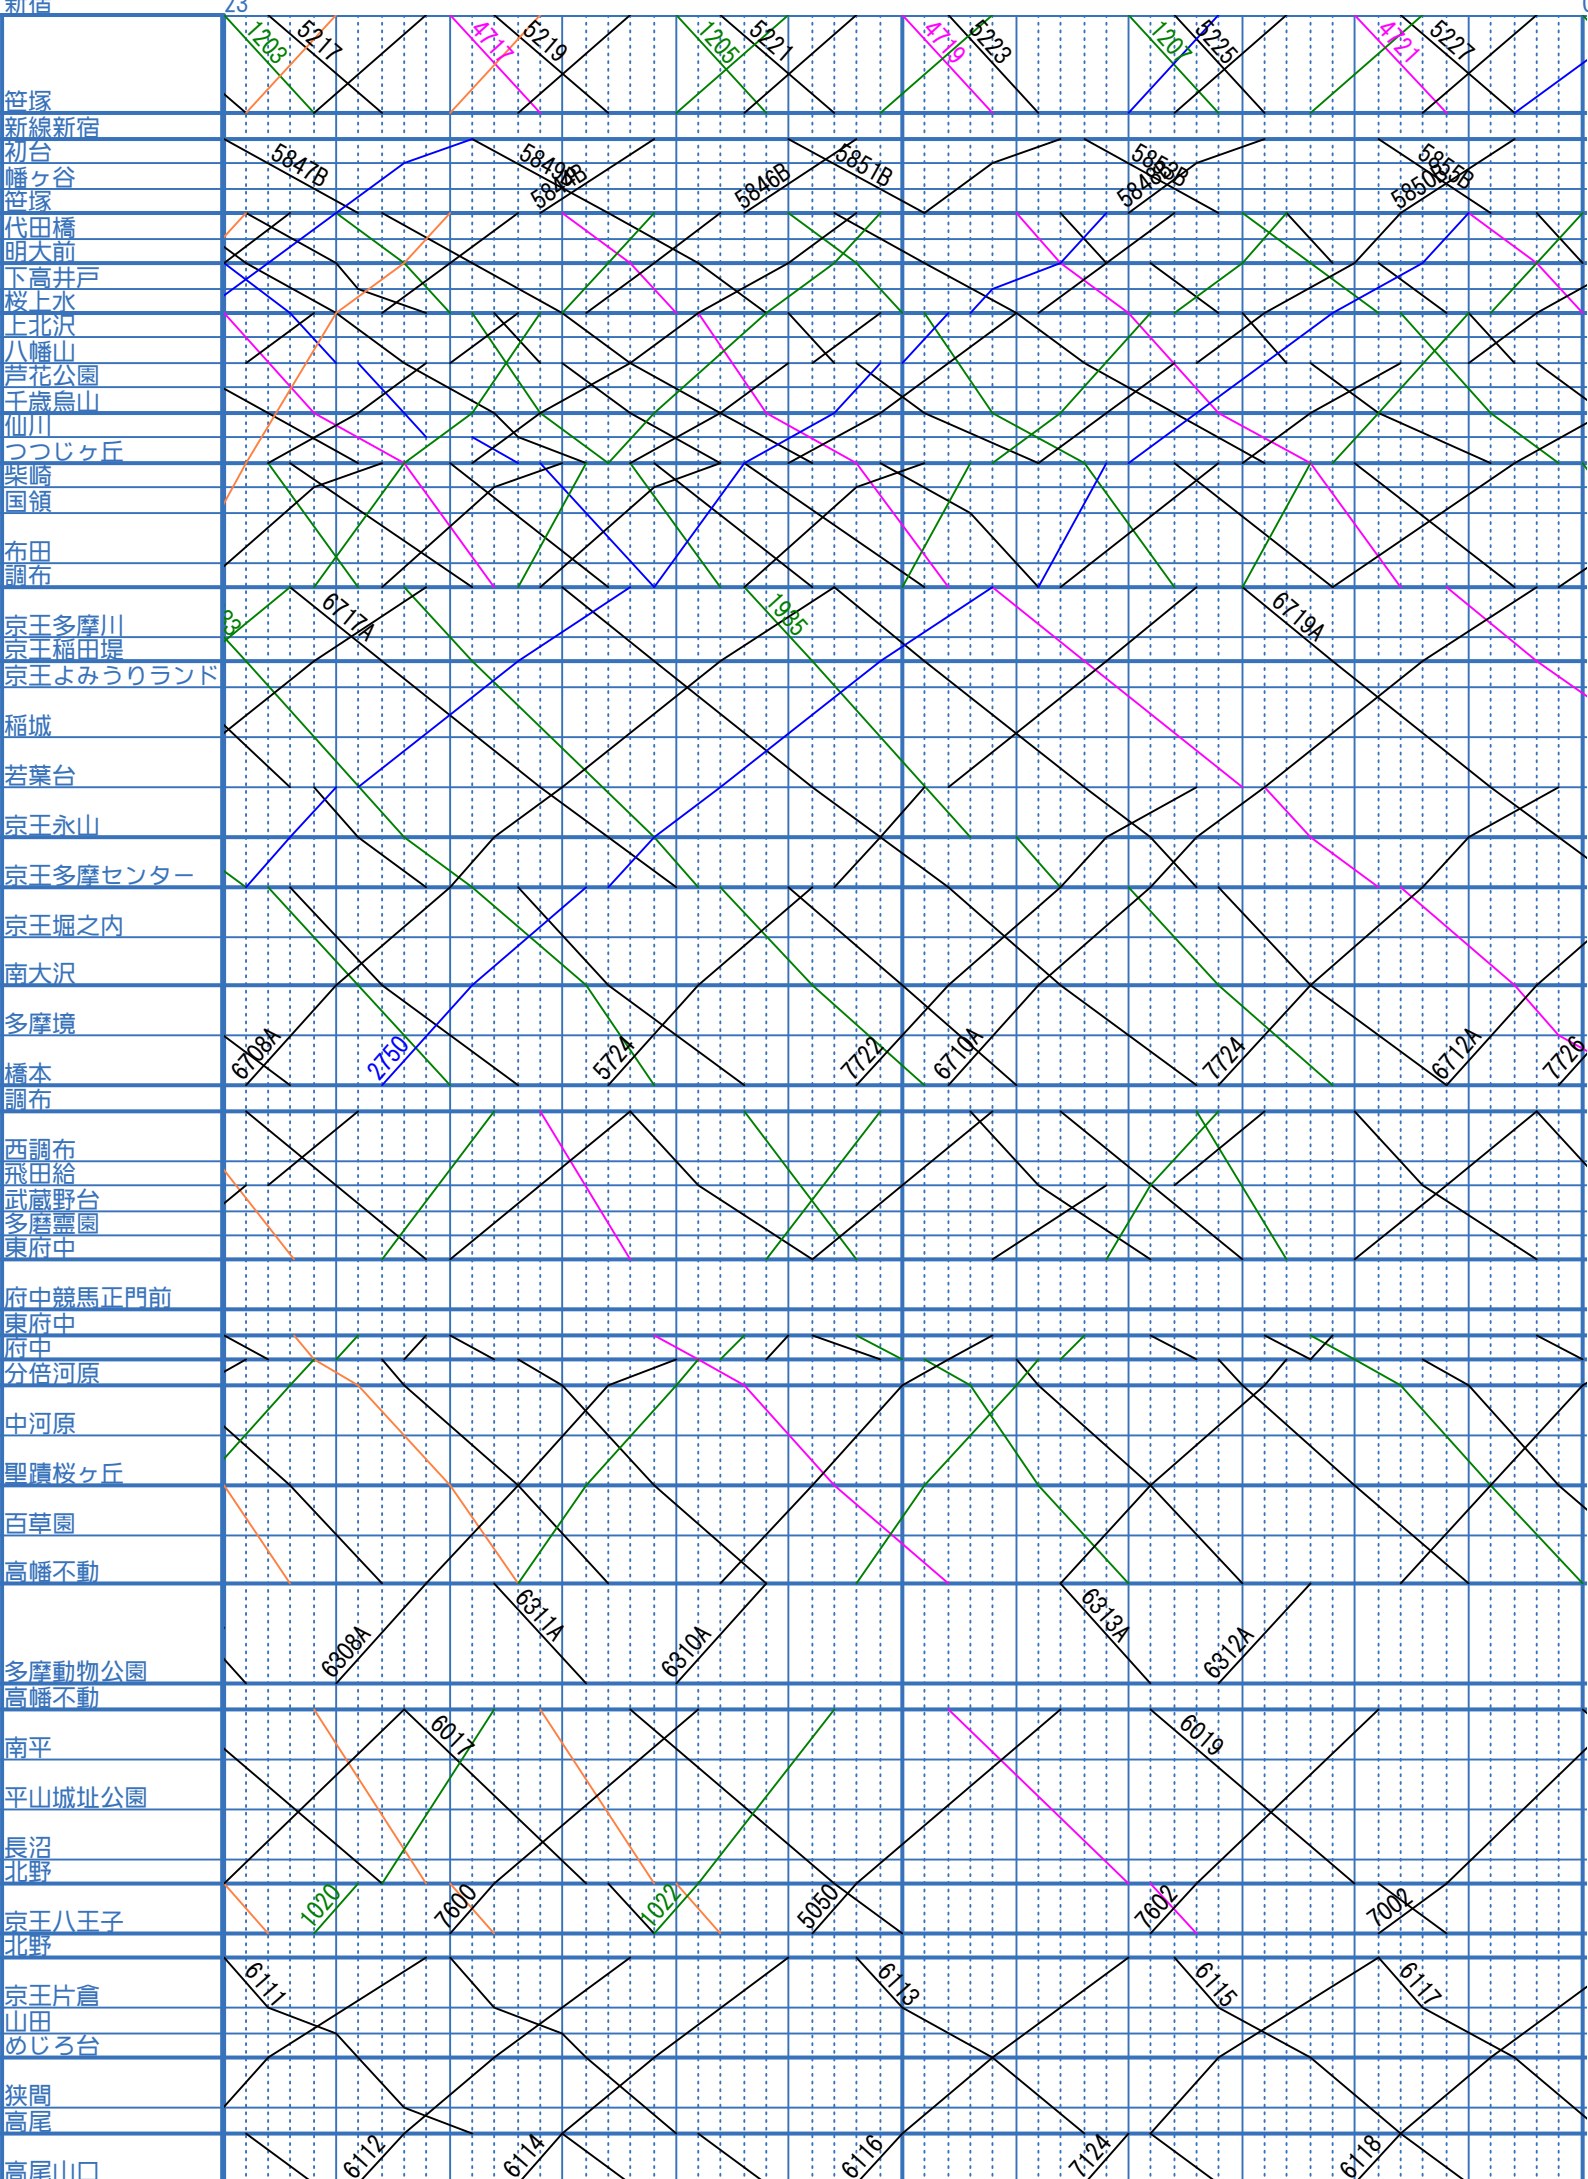 新宿
23
1203
5217
4717
5219
1205
5221
4719
5223
1207
5225
4721
5227
笹塚
新線新宿
初台
幡ヶ谷
笹塚
5847B
5849B
5846B
5851B
5853B
5855B
代田橋
明大前
下高井戸
桜上水
上北沢
八幡山
芦花公園
千歳烏山
仙川
つつじヶ丘
柴崎
国領
布田
調布
6717A
1985
6719A
京王多摩川
京王稲田堤
京王よみうりランド
稲城
若葉台
京王永山
京王多摩センター
京王堀之内
南大沢
多摩境
橋本
6708A
2750
5724
7722
6710A
7724
6712A
7726
調布
西調布
飛田給
武蔵野台
多磨霊園
東府中
府中競馬正門前
東府中
府中
分倍河原
中河原
聖蹟桜ヶ丘
百草園
高幡不動
6308A
6311A
6310A
6313A
6312A
多摩動物公園
高幡不動
6017
6019
南平
平山城址公園
長沼
北野
1020
7600
1022
5050
7602
7002
京王八王子
北野
6111
6113
6115
6117
京王片倉
山田
めじろ台
狭間
高尾
6112
6114
6116
7124
6118
高尾山口